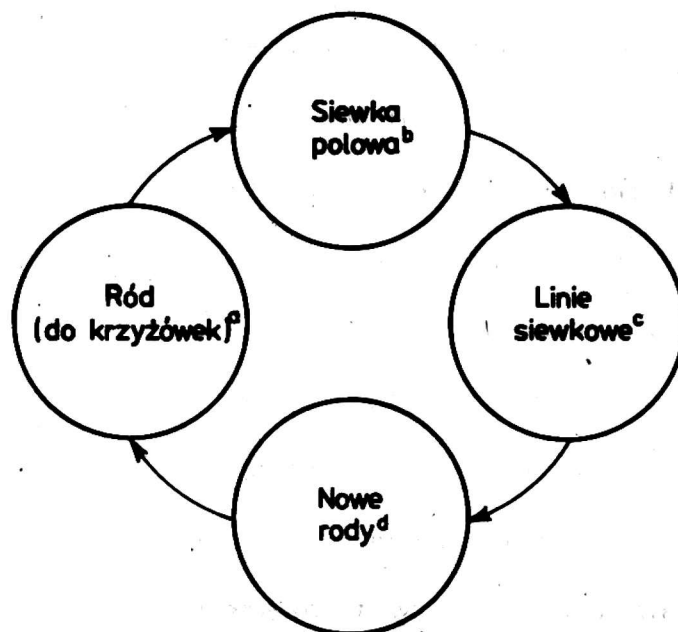 Siewka
polowa^b
Ród
(do krzyżówek)^a
Linie
siewkowe^c
Nowe
rody^d